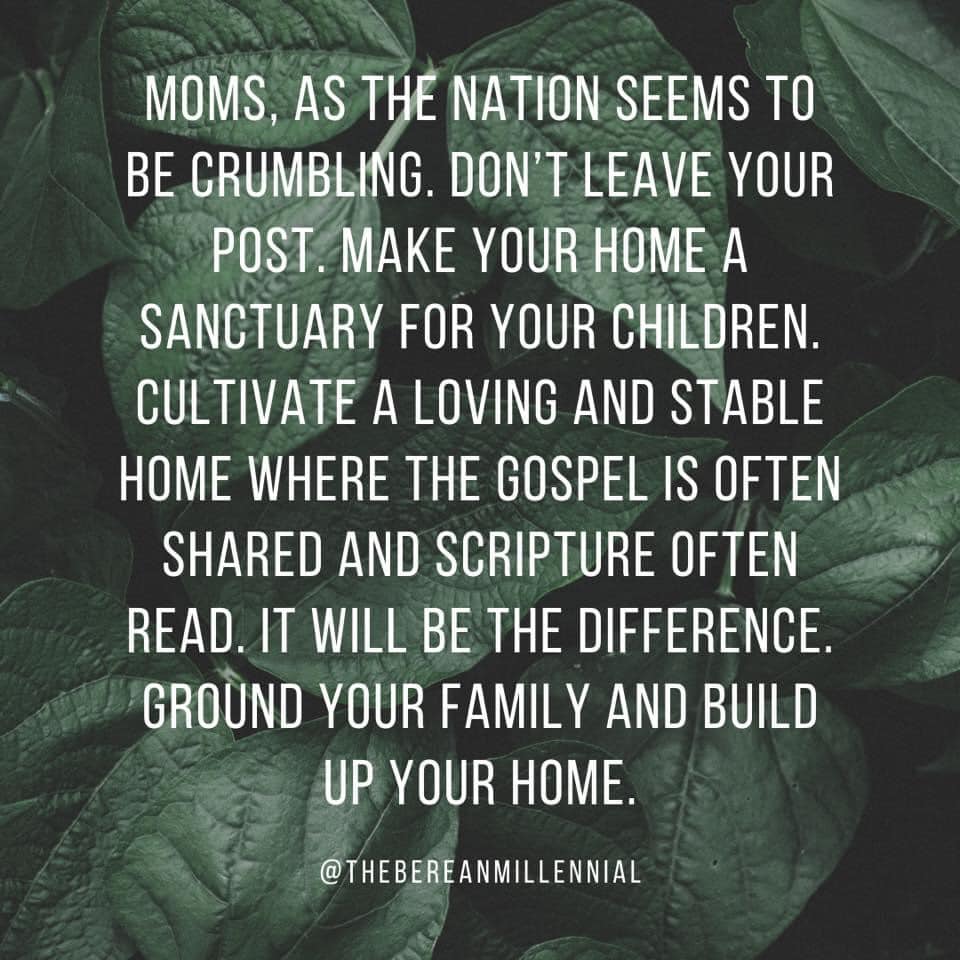 MOMS, AS THE NATION SEEMS TO
BE CRUMBLING. DON'T LEAVE YOUR
POST. MAKE YOUR HOME A
SANCTUARY FOR YOUR CHILDREN.
CULTIVATE A LOVING AND STABLE
HOME WHERE THE GOSPEL IS OFTEN
SHARED AND SCRIPTURE OFTEN
READ. IT WILL BE THE DIFFERENCE.
GROUND YOUR FAMILY AND BUILD
UP YOUR HOME.
@THEBEREANMILLENNIAL